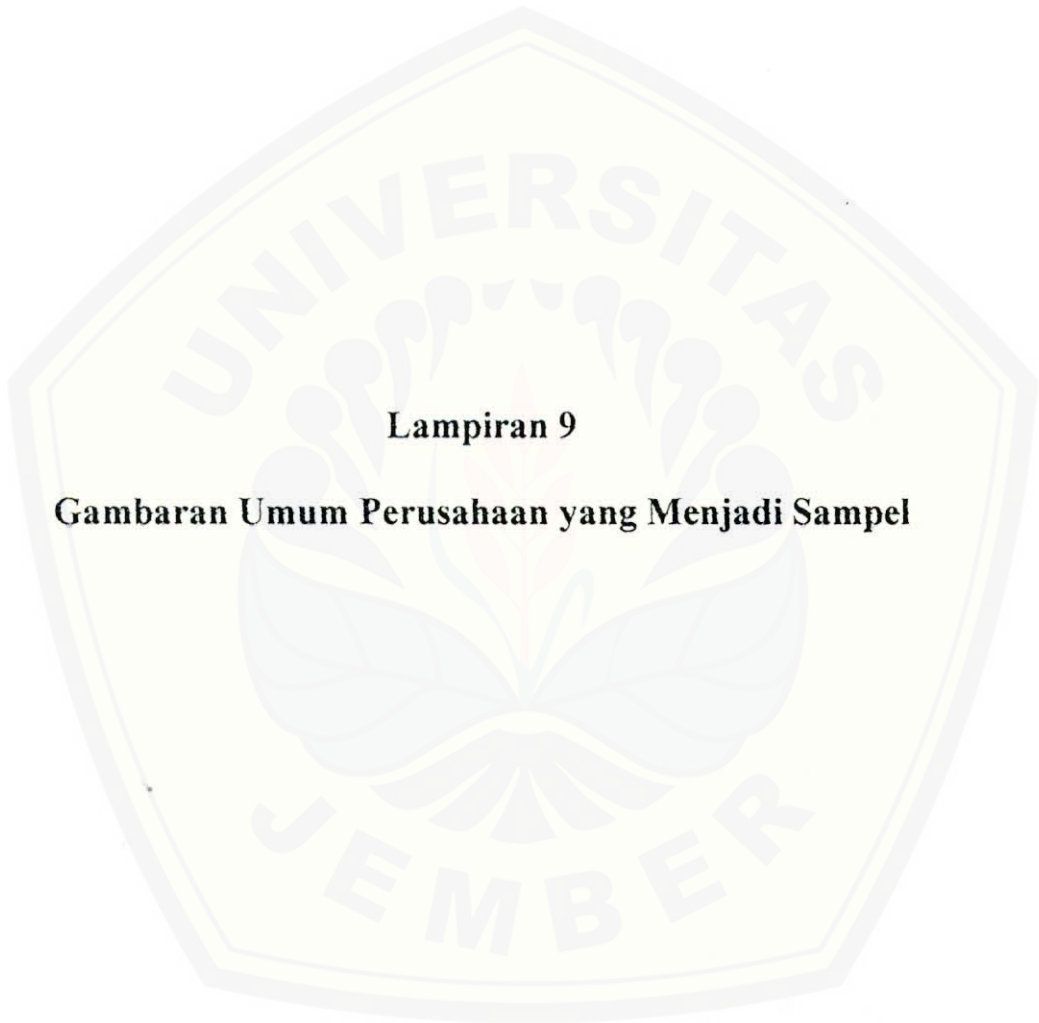 UNIVERSITAS
Lampiran 9
Gambaran Umum Perusahaan yang Menjadi Sampel
JEMBER